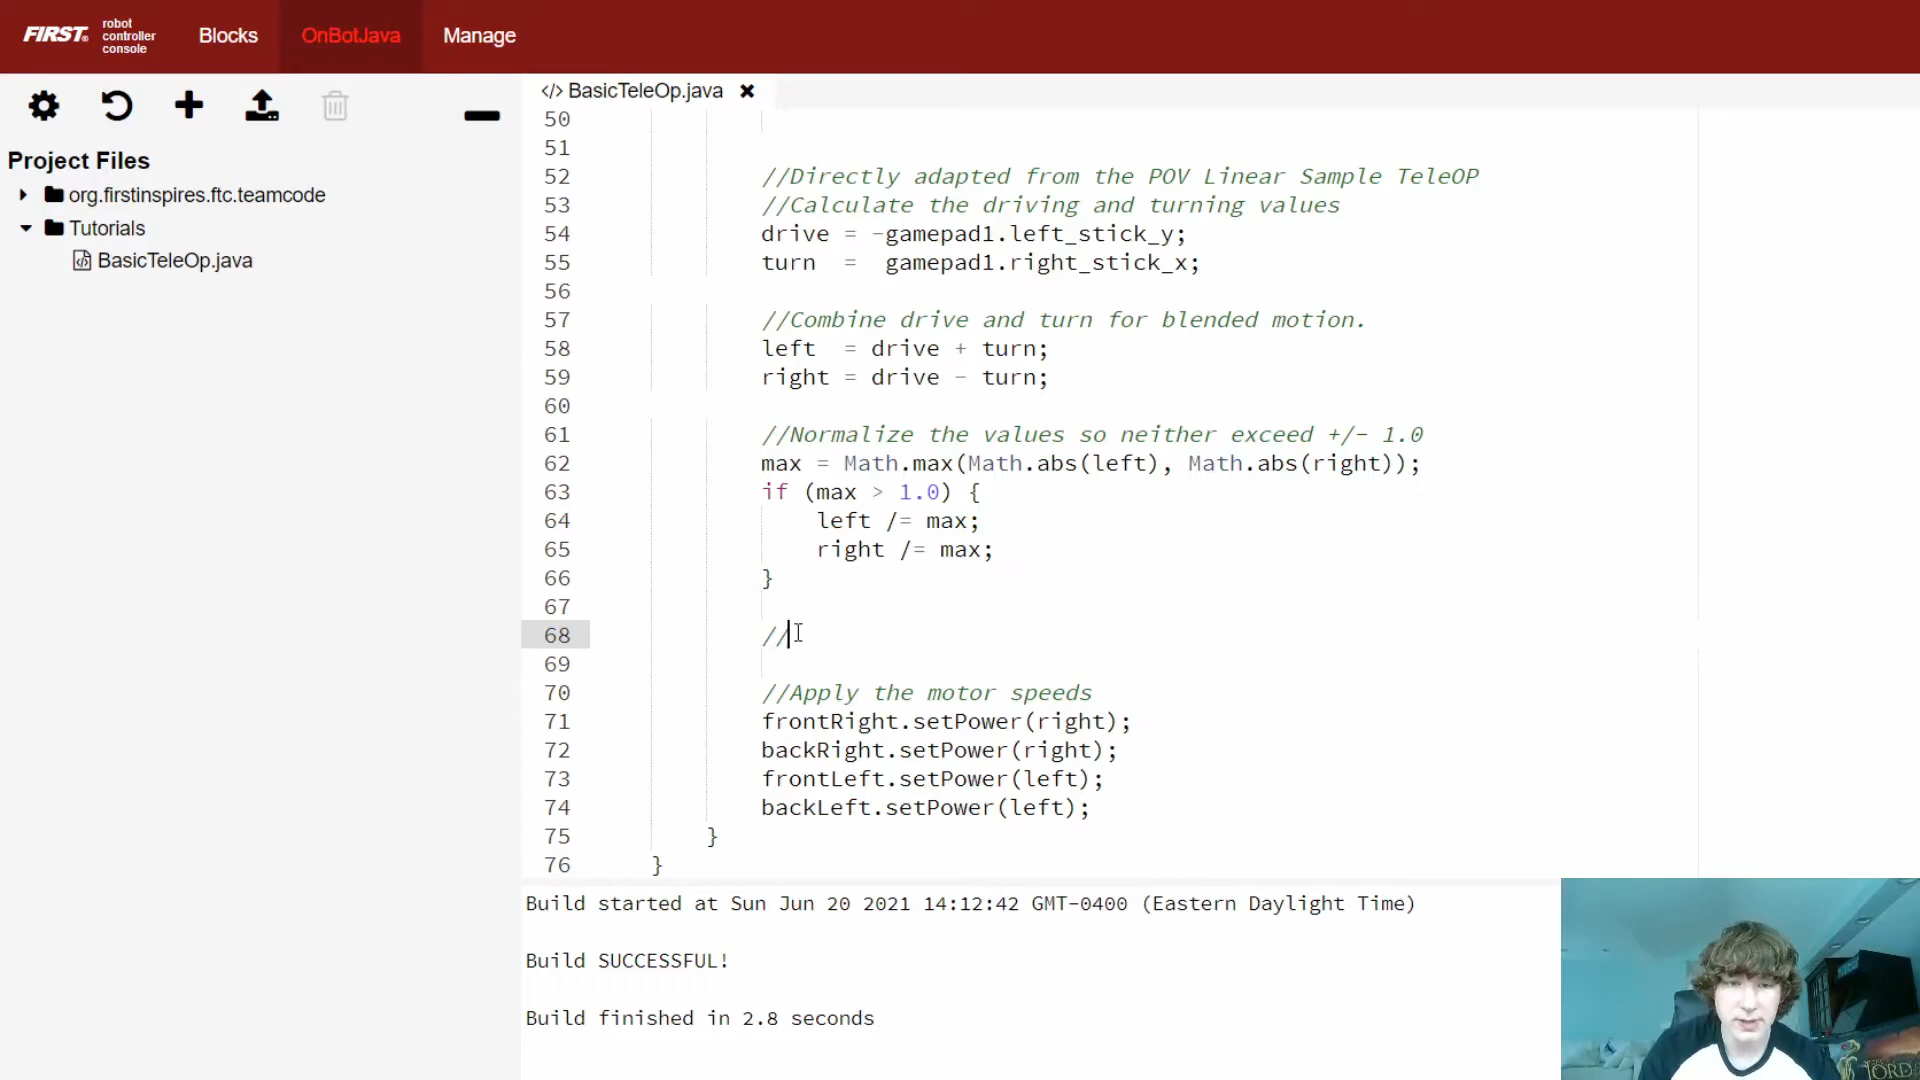 FIRST®
robot
controller
console
Blocks
OnBotJava
Manage
Project Files
org.firstinspires.ftc.teamcode
Tutorials
BasicTeleOp.java
</> BasicTeleOp.java ✖
50
51
52 //Directly adapted from the POV Linear Sample TeleOP
53 //Calculate the driving and turning values
54 drive = -gamepad1.left_stick_y;
55 turn  =  gamepad1.right_stick_x;
56
57 //Combine drive and turn for blended motion.
58 left  = drive + turn;
59 right = drive - turn;
60
61 //Normalize the values so neither exceed +/- 1.0
62 max = Math.max(Math.abs(left), Math.abs(right));
63 if (max > 1.0) {
64 left /= max;
65 right /= max;
66 }
67
68 //
69
70 //Apply the motor speeds
71 frontRight.setPower(right);
72 backRight.setPower(right);
73 frontLeft.setPower(left);
74 backLeft.setPower(left);
75 }
76 }
Build started at Sun Jun 20 2021 14:12:42 GMT-0400 (Eastern Daylight Time)
Build SUCCESSFUL!
Build finished in 2.8 seconds